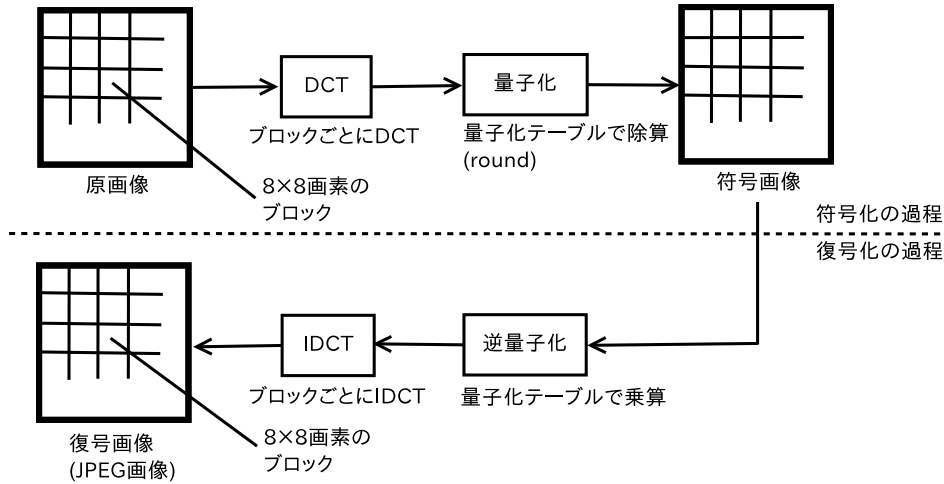 DCT
量子化
ブロックごとにDCT
量子化テーブルで除算
(round)
原画像
8×8画素の
ブロック
符号画像
符号化の過程
復号化の過程
IDCT
逆量子化
ブロックごとにIDCT
量子化テーブルで乗算
復号画像
(JPEG画像)
8×8画素の
ブロック